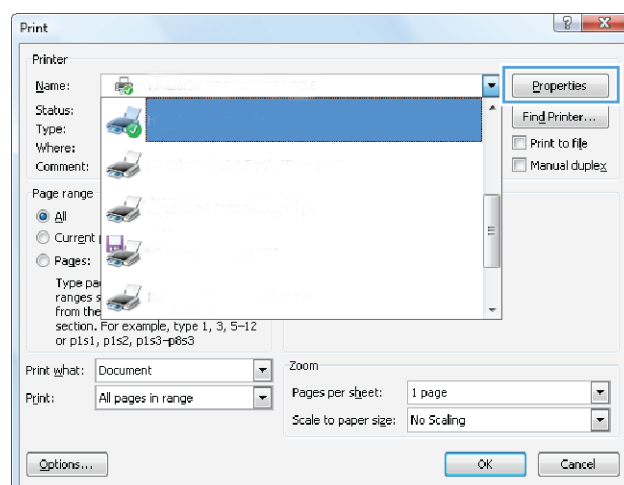 Print
Printer
Name:
Properties
Status:
Find Printer...
Type:
Where:
Print to file
Comment:
Manual duplex
Page range
All
Current
Pages:
Type pa
ranges s
from the
section. For example, type 1, 3, 5–12
or p1s1, p1s2, p1s3–p8s3
Print what: Document
Print: All pages in range
Zoom
Pages per sheet: 1 page
Scale to paper size: No Scaling
Options...
OK
Cancel